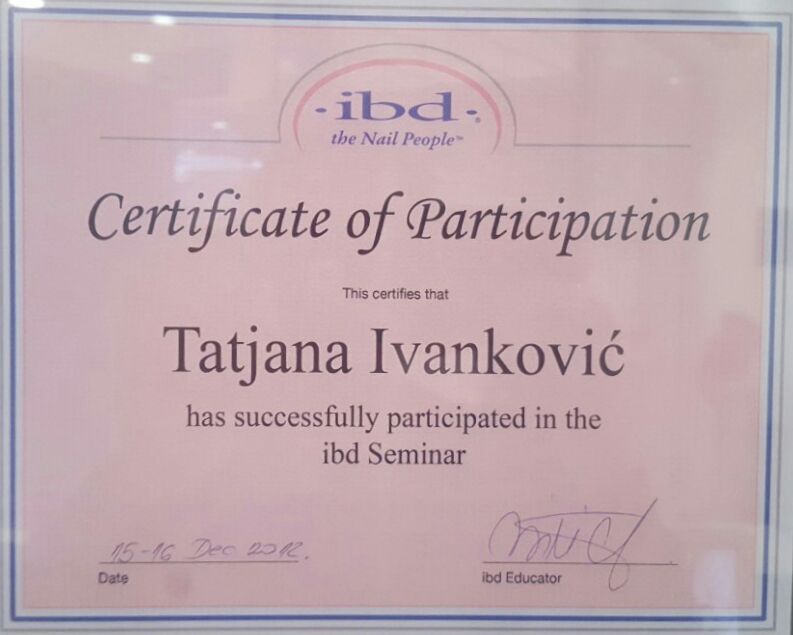 ·ibd·®
the Nail People™
Certificate of Participation
This certifies that
Tatjana Ivanković
has successfully participated in the
ibd Seminar
15-16 Dec 2012.
Date
ibd Educator